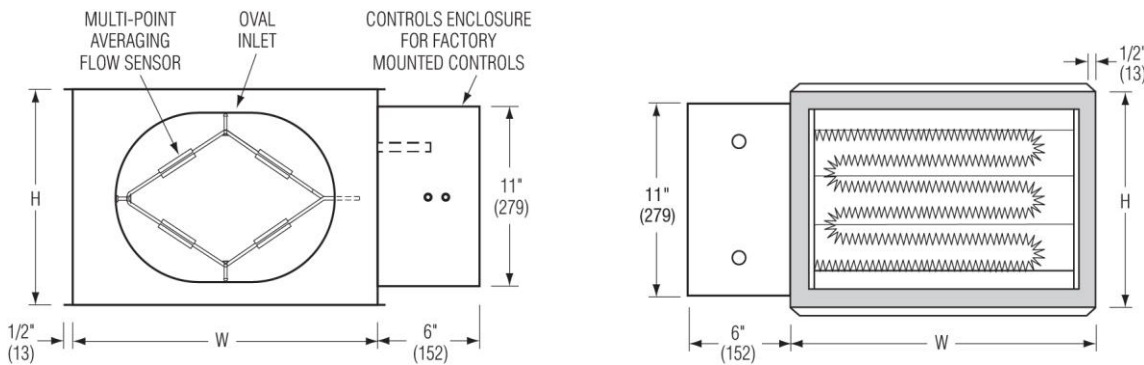 MULTI-POINT
AVERAGING
FLOW SENSOR
OVAL
INLET
CONTROLS ENCLOSURE
FOR FACTORY
MOUNTED CONTROLS
H
11"
(279)
1/2"
(13)
W
6"
(152)
1/2"
(13)
11"
(279)
H
6"
(152)
W